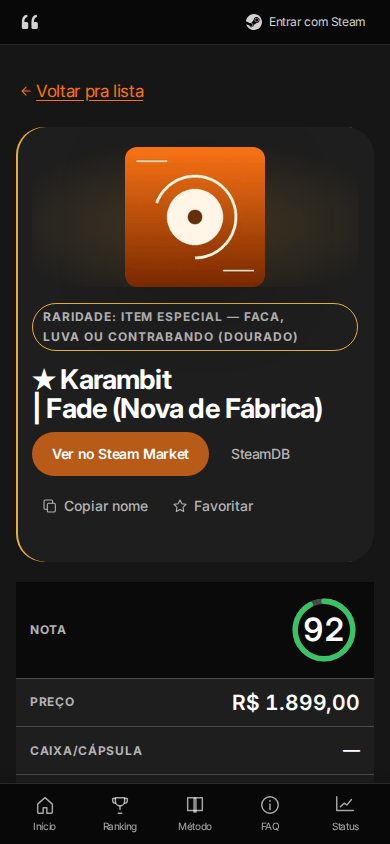 Entrar com Steam
← Voltar pra lista
RARIDADE: ITEM ESPECIAL — FACA,
LUVA OU CONTRABANDO (DOURADO)
★ Karambit
| Fade (Nova de Fábrica)
Ver no Steam Market
SteamDB
Copiar nome
Favoritar
NOTA
92
PREÇO
R$ 1.899,00
CAIXA/CÁPSULA
—
Início
Ranking
Método
FAQ
Status